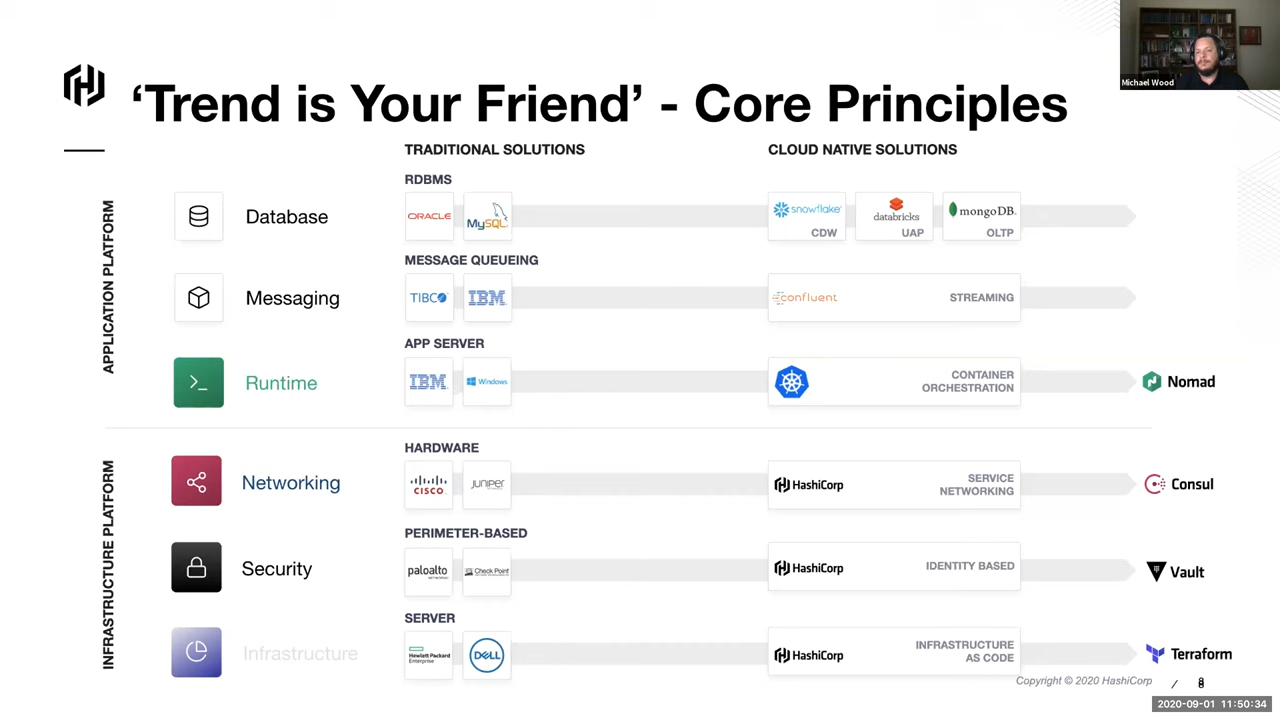 Michael Wood
‘Trend is Your Friend’ - Core Principles
TRADITIONAL SOLUTIONS
CLOUD NATIVE SOLUTIONS
APPLICATION PLATFORM
RDBMS
Database
ORACLE
MySQL
snowflake
CDW
databricks
UAP
mongoDB
OLTP
MESSAGE QUEUEING
Messaging
TIBCO
IBM
confluent
STREAMING
APP SERVER
Runtime
IBM
Windows
CONTAINER
ORCHESTRATION
Nomad
INFRASTRUCTURE PLATFORM
HARDWARE
Networking
CISCO
JUNIPER
HashiCorp
SERVICE
NETWORKING
Consul
PERIMETER-BASED
Security
paloalto
NETWORKS
Check Point
HashiCorp
IDENTITY BASED
Vault
SERVER
Infrastructure
Hewlett Packard
Enterprise
DELL
HashiCorp
INFRASTRUCTURE
AS CODE
Terraform
Copyright © 2020 HashiCorp
/
2020-09-01 11:50:34